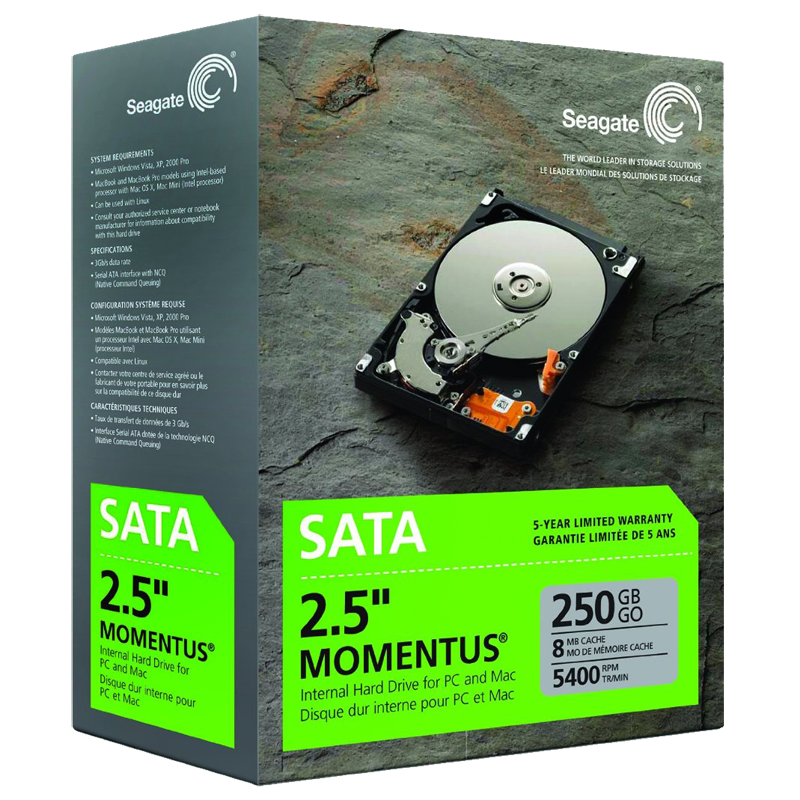 Seagate
SYSTEM REQUIREMENTS
• Microsoft Windows Vista, XP, 2000 Pro
• MacBook and MacBook Pro models using Intel-based
processor with Mac OS X, Mac Mini (Intel processor)
• Can be used with Linux
• Consult your authorized service center or notebook
manufacturer for information about compatibility
with this hard drive
SPECIFICATIONS
• 3Gb/s data rate
• Serial ATA interface with NCQ
(Native Command Queuing)
CONFIGURATION SYSTÈME REQUISE
• Microsoft Windows Vista, XP, 2000 Pro
• Modèles MacBook et MacBook Pro utilisant
un processeur Intel avec Mac OS X, Mac Mini
(processeur Intel)
• Compatible avec Linux
• Contactez votre centre de service agréé ou le
fabricant de votre portable pour en savoir plus
sur la compatibilité de ce disque dur
CARACTÉRISTIQUES TECHNIQUES
• Taux de transfert de données de 3 Gb/s
• Interface Serial ATA dotée de la technologie NCQ
(Native Command Queuing)
SATA
2.5"
MOMENTUS®
Internal Hard Drive for
PC and Mac
Disque dur interne pour
PC et Mac
Seagate
THE WORLD LEADER IN STORAGE SOLUTIONS
LE LEADER MONDIAL DES SOLUTIONS DE STOCKAGE
SATA
5-YEAR LIMITED WARRANTY
GARANTIE LIMITÉE DE 5 ANS
2.5"
MOMENTUS®
Internal Hard Drive for PC and Mac
Disque dur interne pour PC et Mac
250 GB
GO
8 MB CACHE
MO DE MÉMOIRE CACHE
5400 RPM
TR/MIN